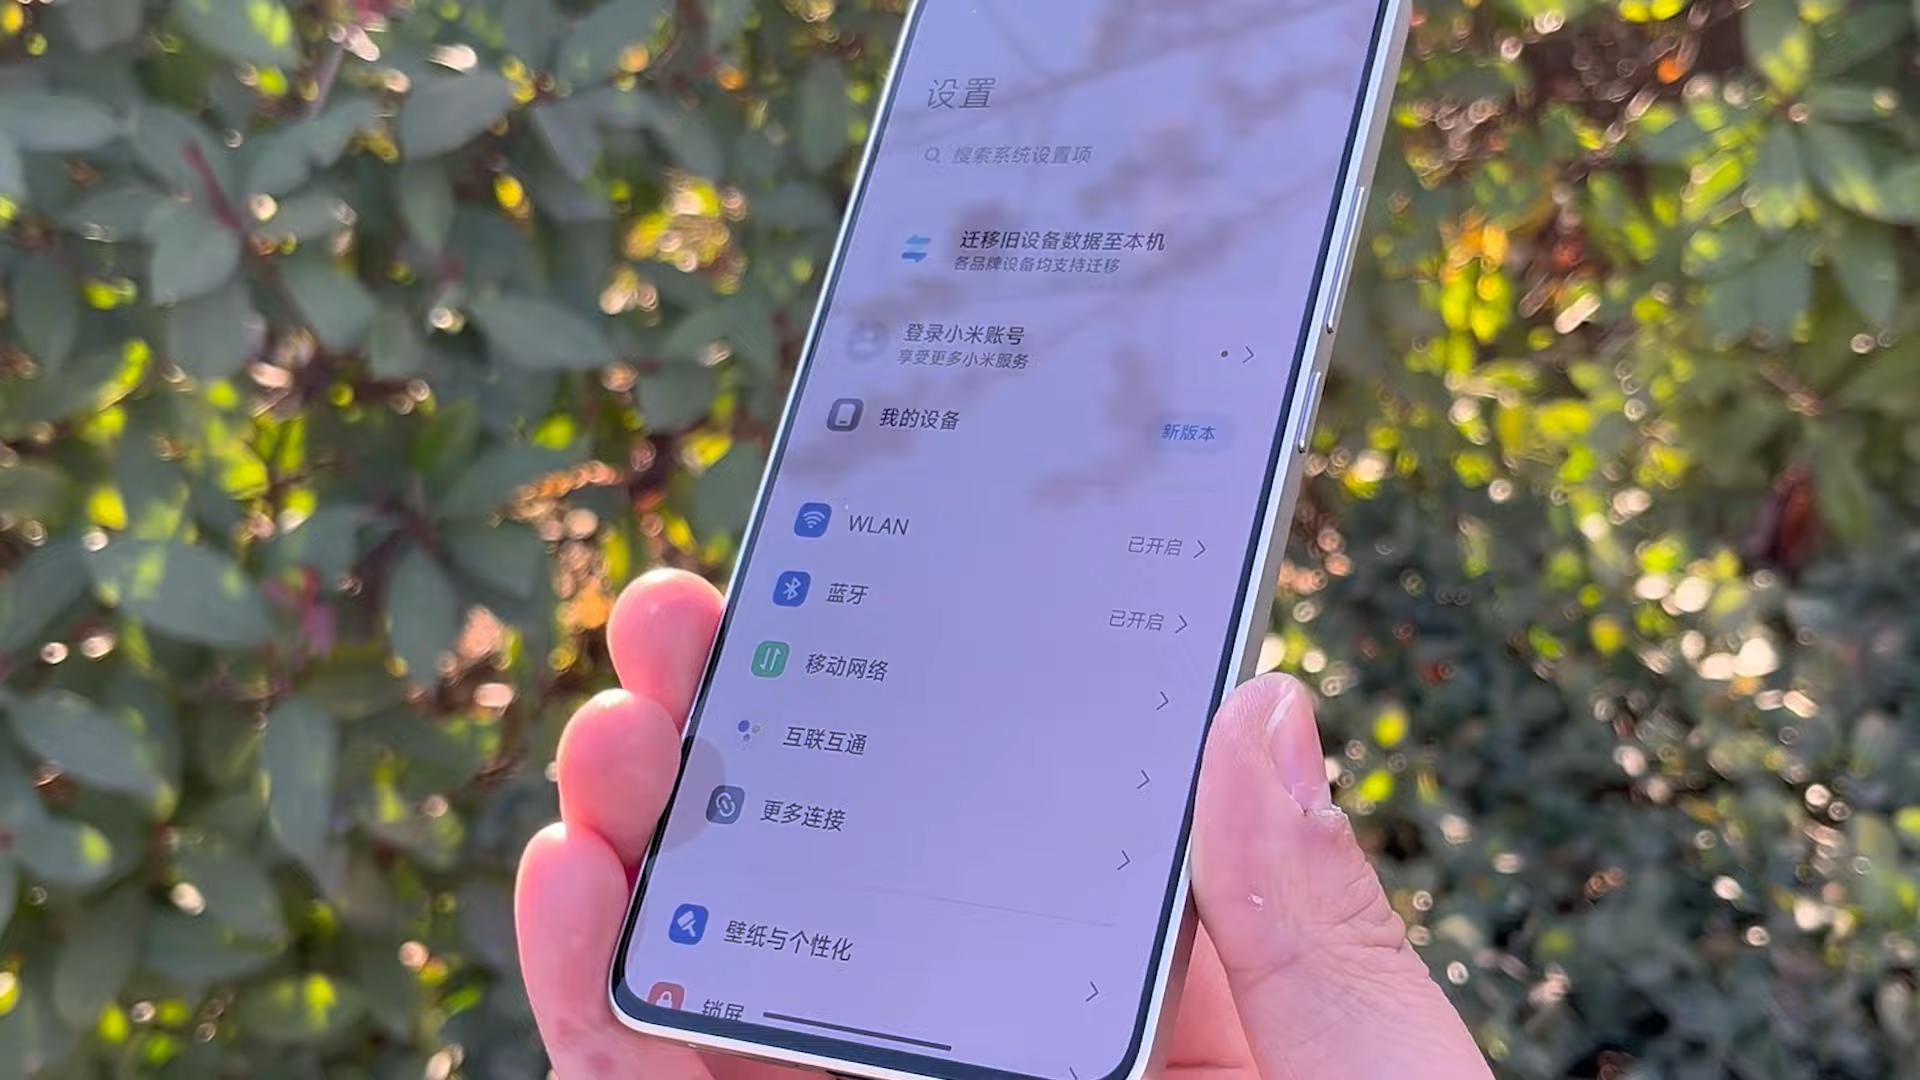 设置
搜索系统设置项
迁移旧设备数据至本机
各品牌设备均支持迁移
登录小米账号
享受更多小米服务
我的设备
新版本
WLAN
已开启
蓝牙
已开启
移动网络
互联互通
更多连接
壁纸与个性化
锁屏